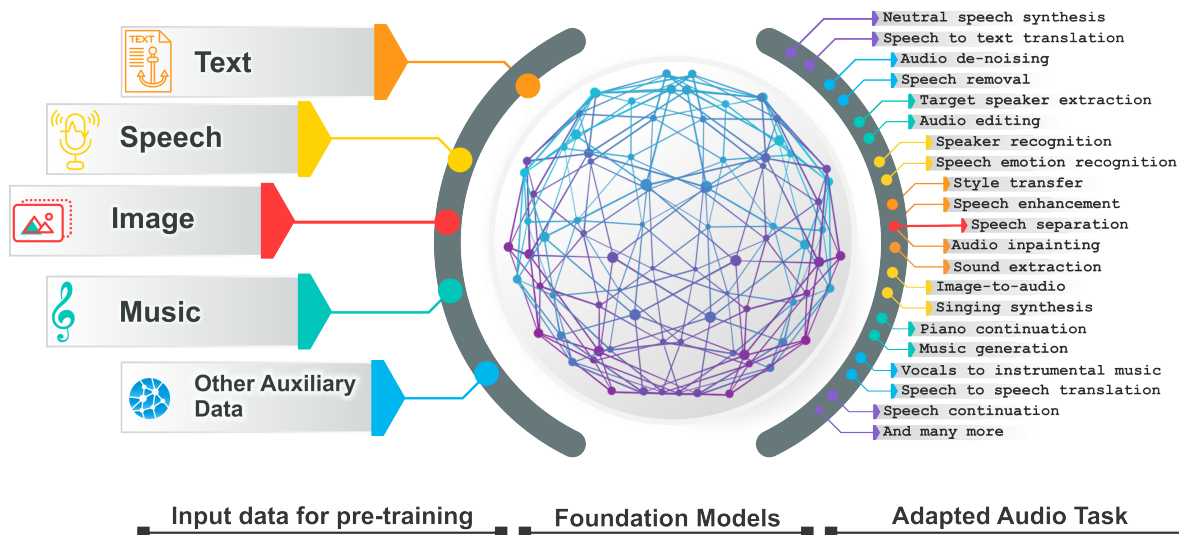 TEXT
Text
Speech
Image
Music
Other Auxiliary
Data
Neutral speech synthesis
Speech to text translation
Audio de-noising
Speech removal
Target speaker extraction
Audio editing
Speaker recognition
Speech emotion recognition
Style transfer
Speech enhancement
Speech separation
Audio inpainting
Sound extraction
Image-to-audio
Singing synthesis
Piano continuation
Music generation
Vocals to instrumental music
Speech to speech translation
Speech continuation
And many more
Input data for pre-training
Foundation Models
Adapted Audio Task